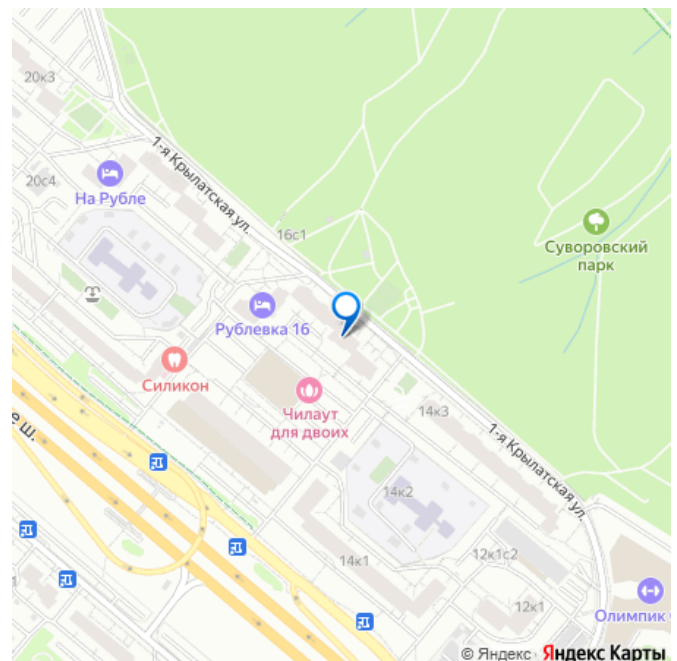 20к3
1-я Крылатская ул.
20с4
На Рубле
16с1
Суворовский
парк
Рублевка 16
Силикон
Чилаут
для двоих
14к3
е Ш.
1-я Крылатская ул.
14к2
14к1
12к1с2
12к1
Олимпик
© Яндекс Яндекс Карты